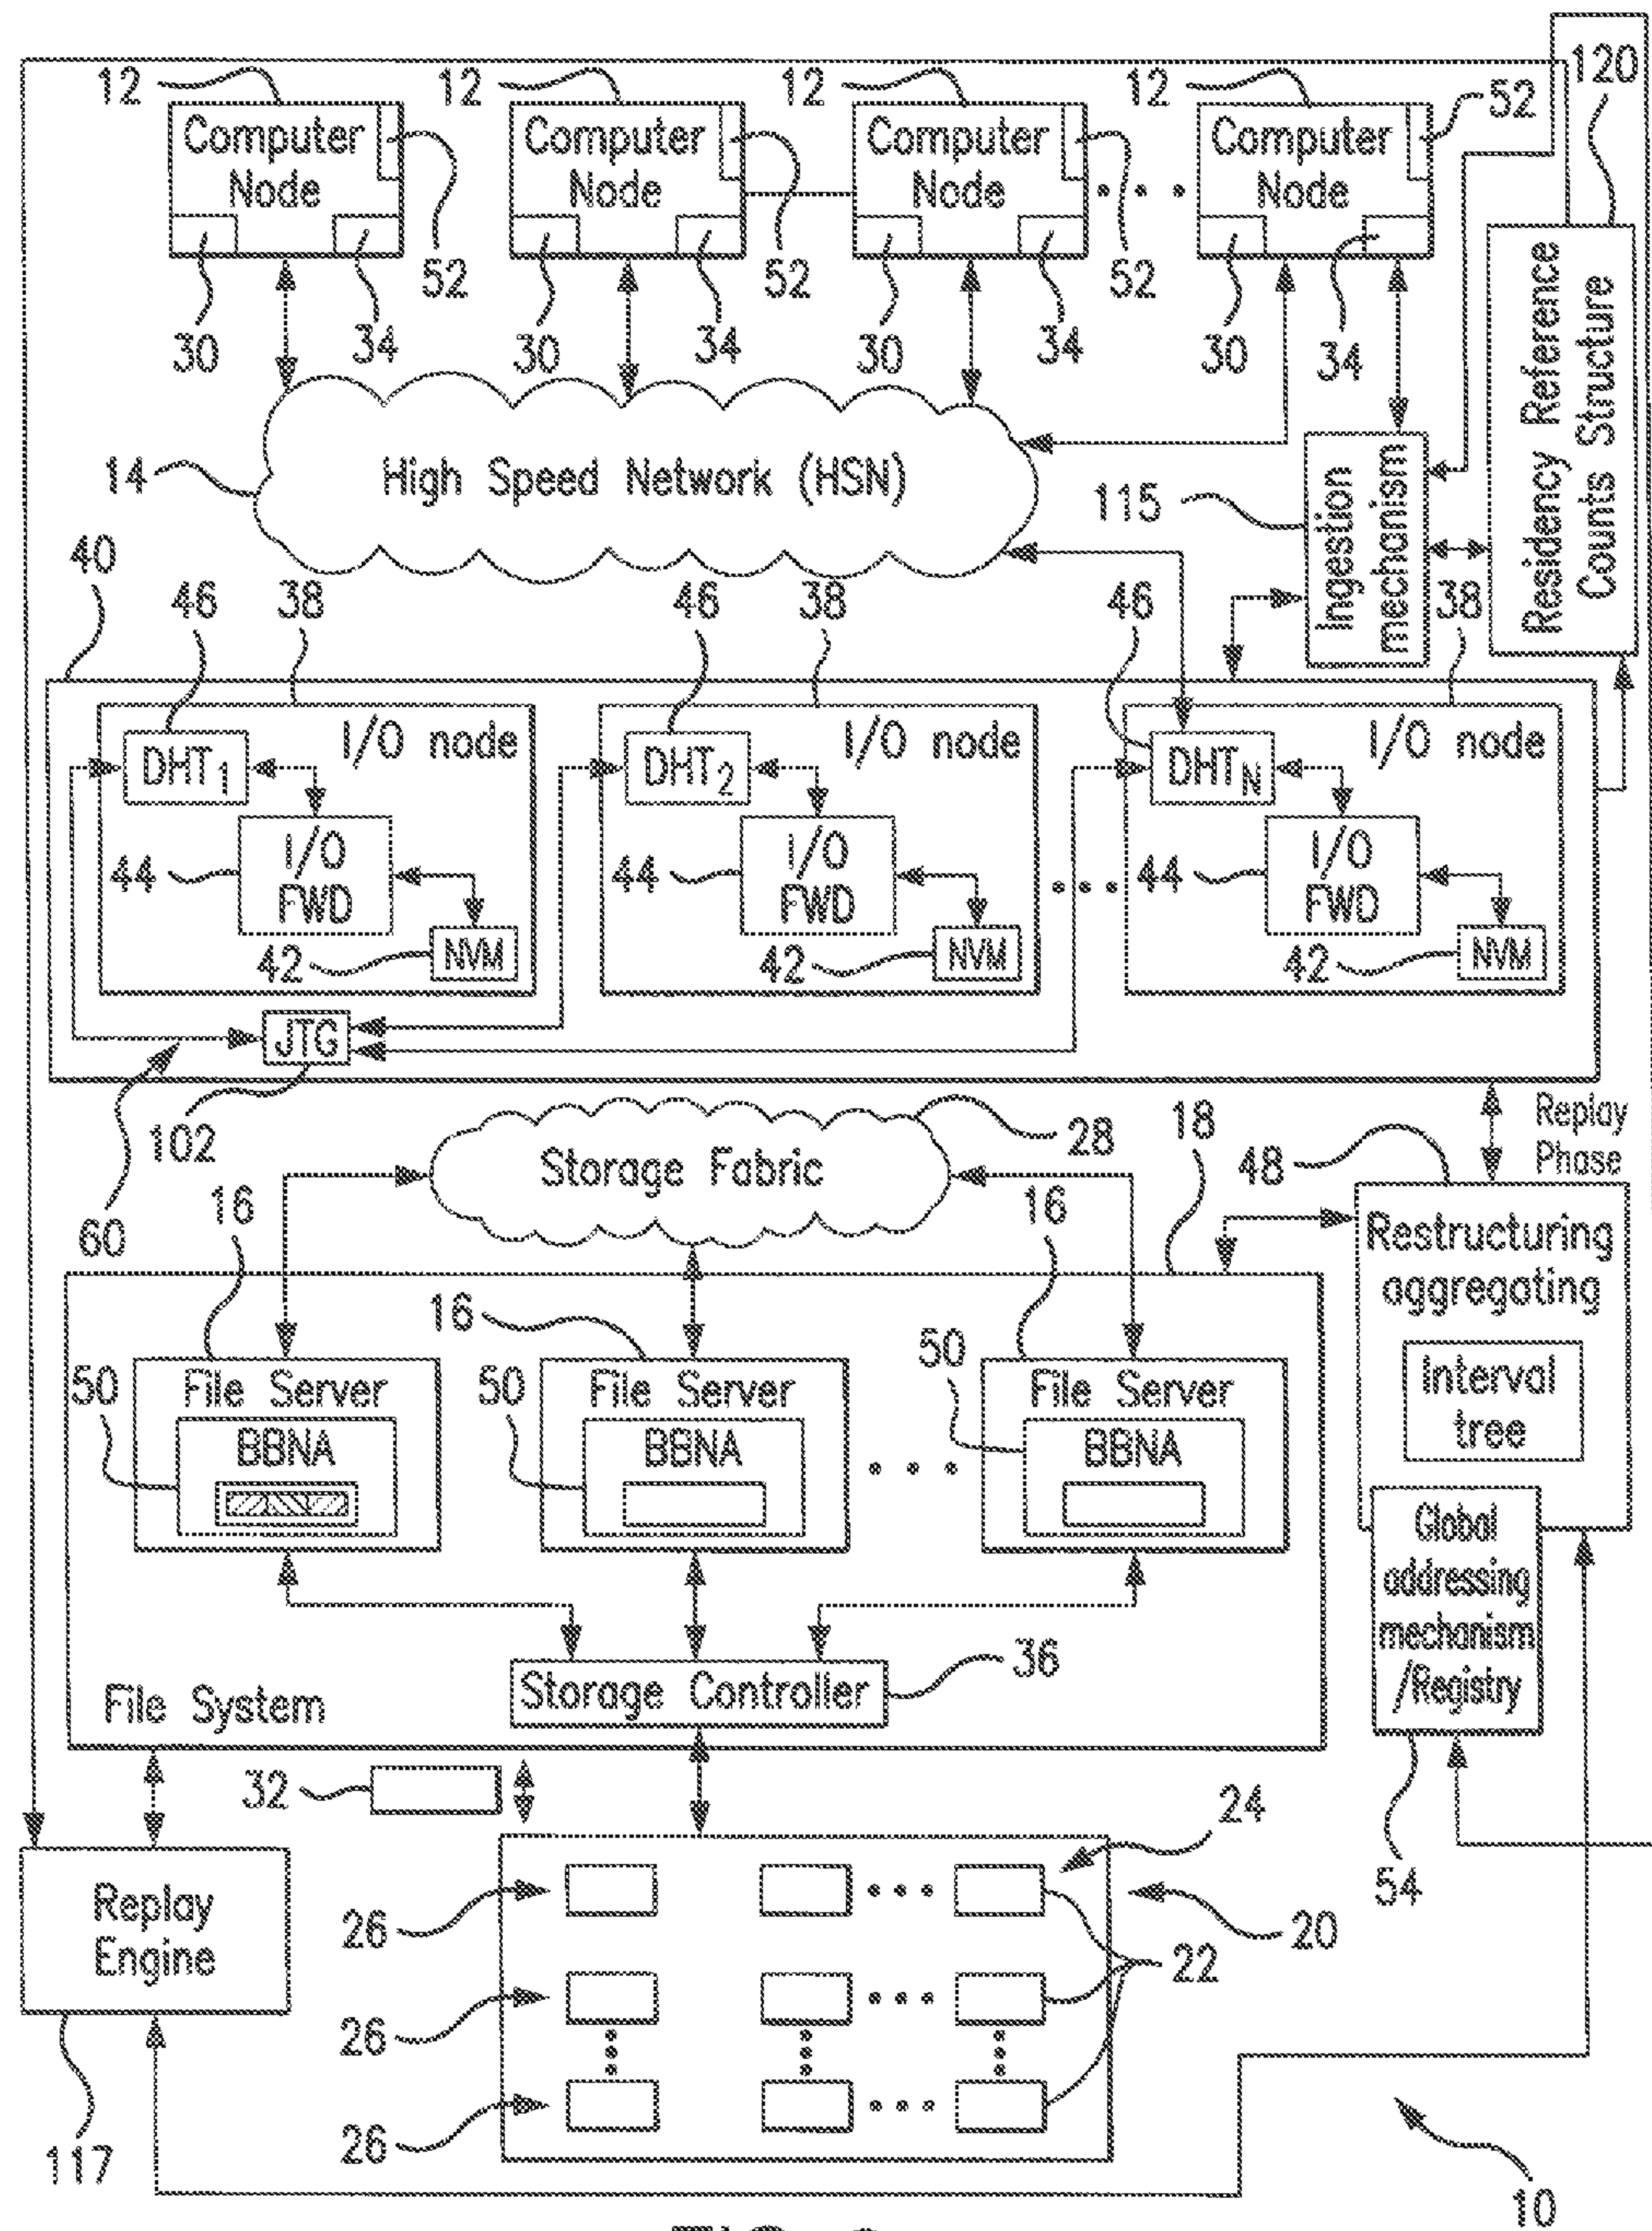 120
12
12
12
12
52
Computer
Node
Computer
Node
Computer
Node
Computer
Node
30
34
52
30
34
52
30
34
52
30
34
Residency Reference
Counts Structure
14
High Speed Network (HSN)
115
Ingestion
mechanism
40
46
38
46
38
46
38
DHT1
I/O node
DHT2
I/O node
DHTN
I/O node
44
I/O
FWD
44
I/O
FWD
44
I/O
FWD
42
NVM
42
NVM
42
NVM
JTG
60
102
Storage Fabric
28
18
48
Replay
Phase
16
16
16
Restructuring
aggregating
Interval
tree
50
File Server
BBNA
50
File Server
BBNA
50
File Server
BBNA
Global
addressing
mechanism
/Registry
File System
Storage Controller
36
32
24
54
Replay
Engine
26
20
22
26
26
117
10